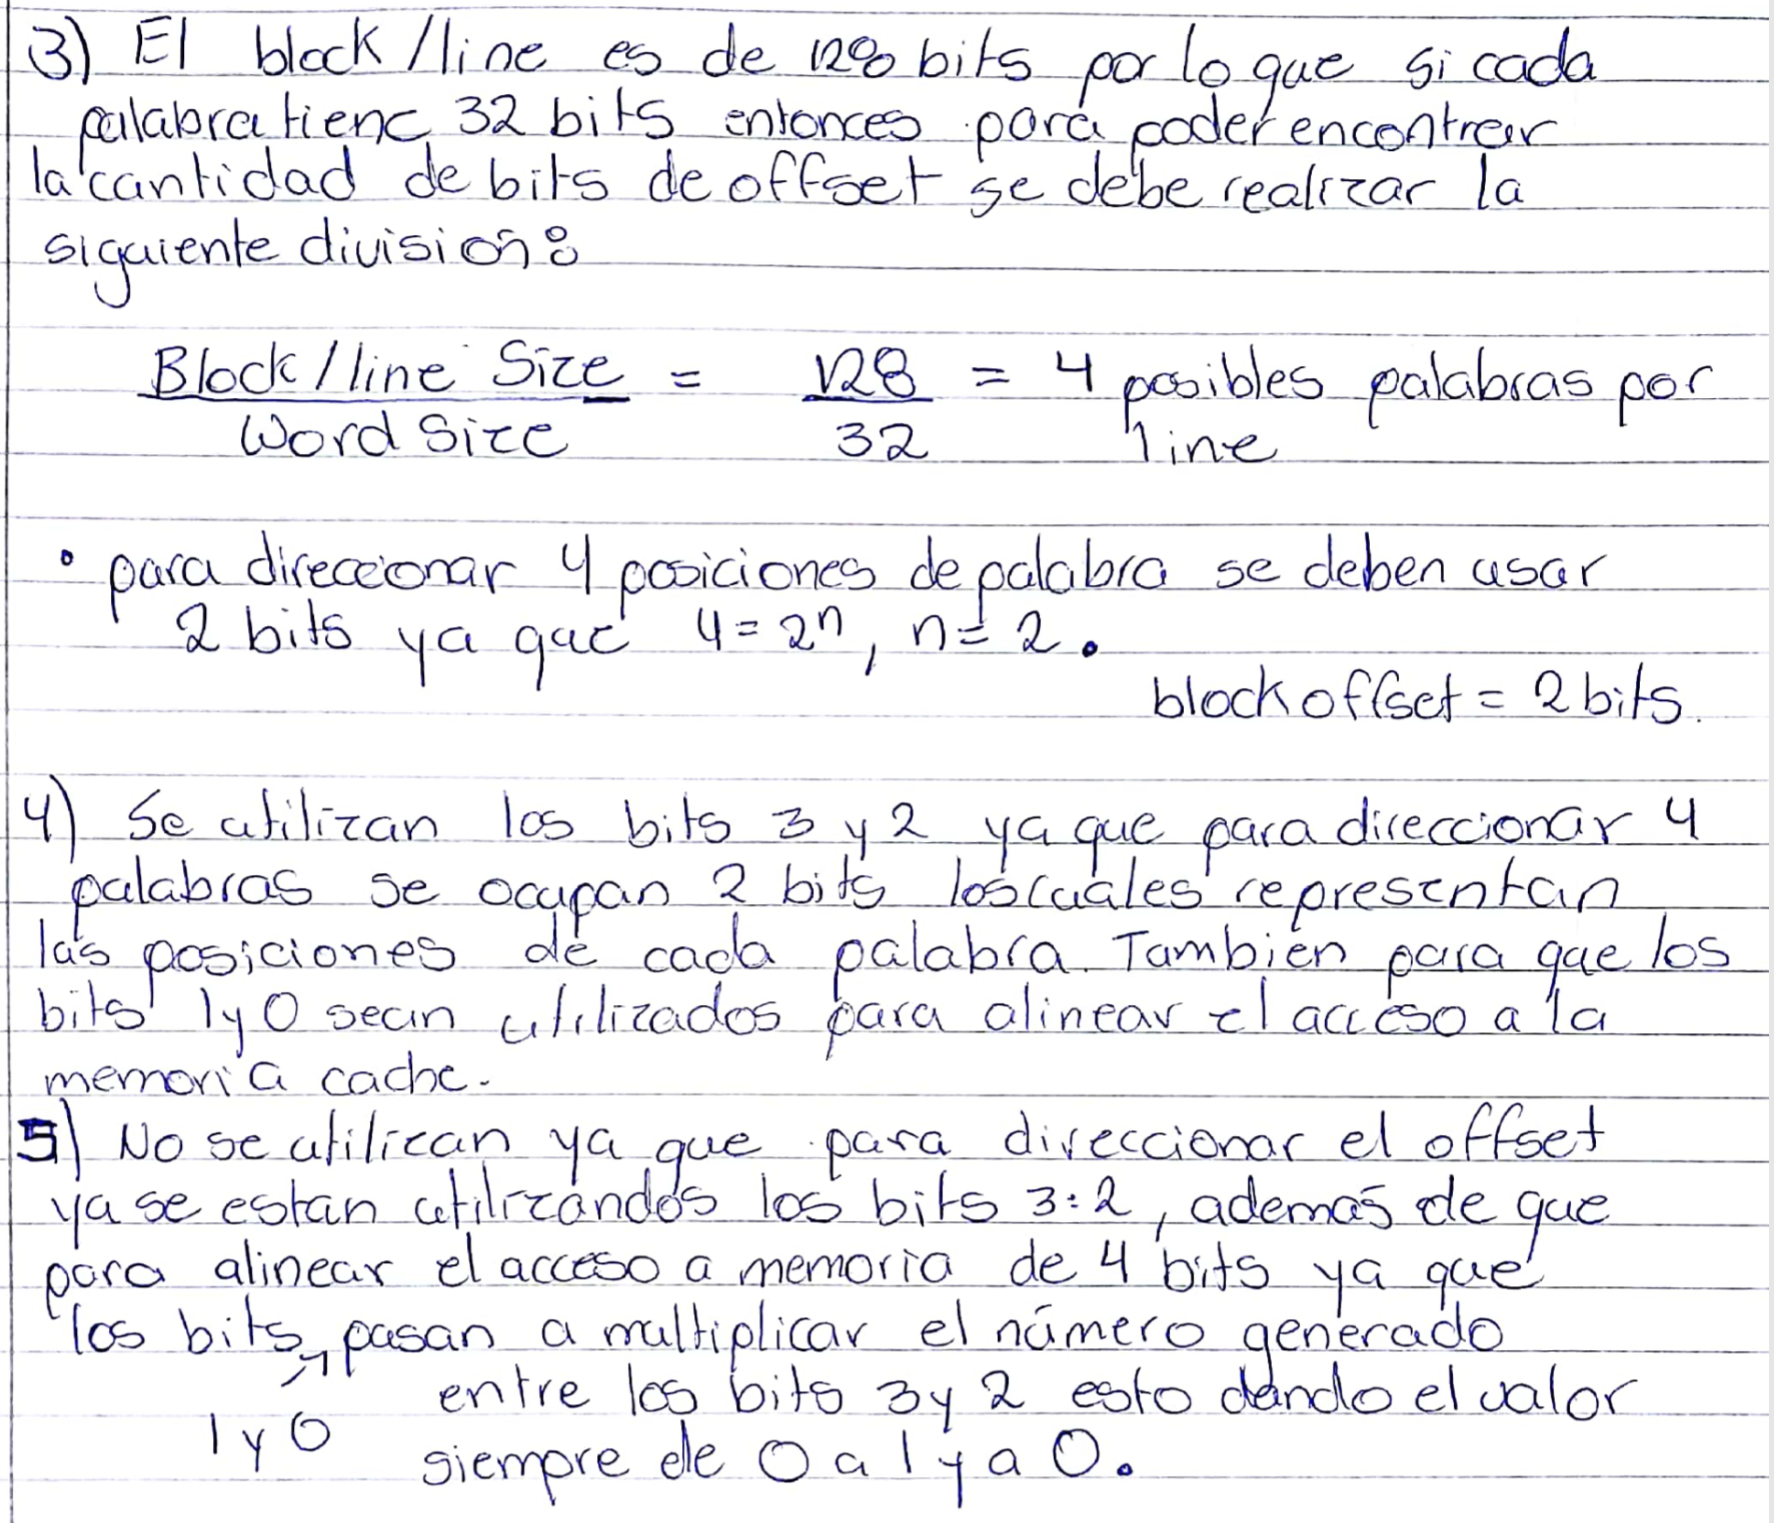 3) El block/line es de 128 bits por lo que si cada
palabra tiene 32 bits entonces para poder encontrar
la cantidad de bits de offset se debe realizar la
siguiente división:
Block/line Size = 128 = 4 posibles palabras por
Word Size 32 line
• para direccionar 4 posiciones de palabra se deben usar
2 bits ya que 4 = 2ⁿ, n = 2.
block offset = 2 bits.
4) Se utilizan los bits 3 y 2 ya que para direccionar 4
palabras se ocupan 2 bits los cuales representan
las posiciones de cada palabra. También para que los
bits 1 y 0 sean utilizados para alinear el acceso a la
memoria cache.
5) No se utilizan ya que para direccionar el offset
ya se están utilizándos los bits 3:2, además de que
para alinear el acceso a memoria de 4 bits ya que
los bits pasan a multiplicar el número generado
1 y 0 entre los bits 3 y 2 esto dando el valor
siempre de 0 a 1 y a 0.